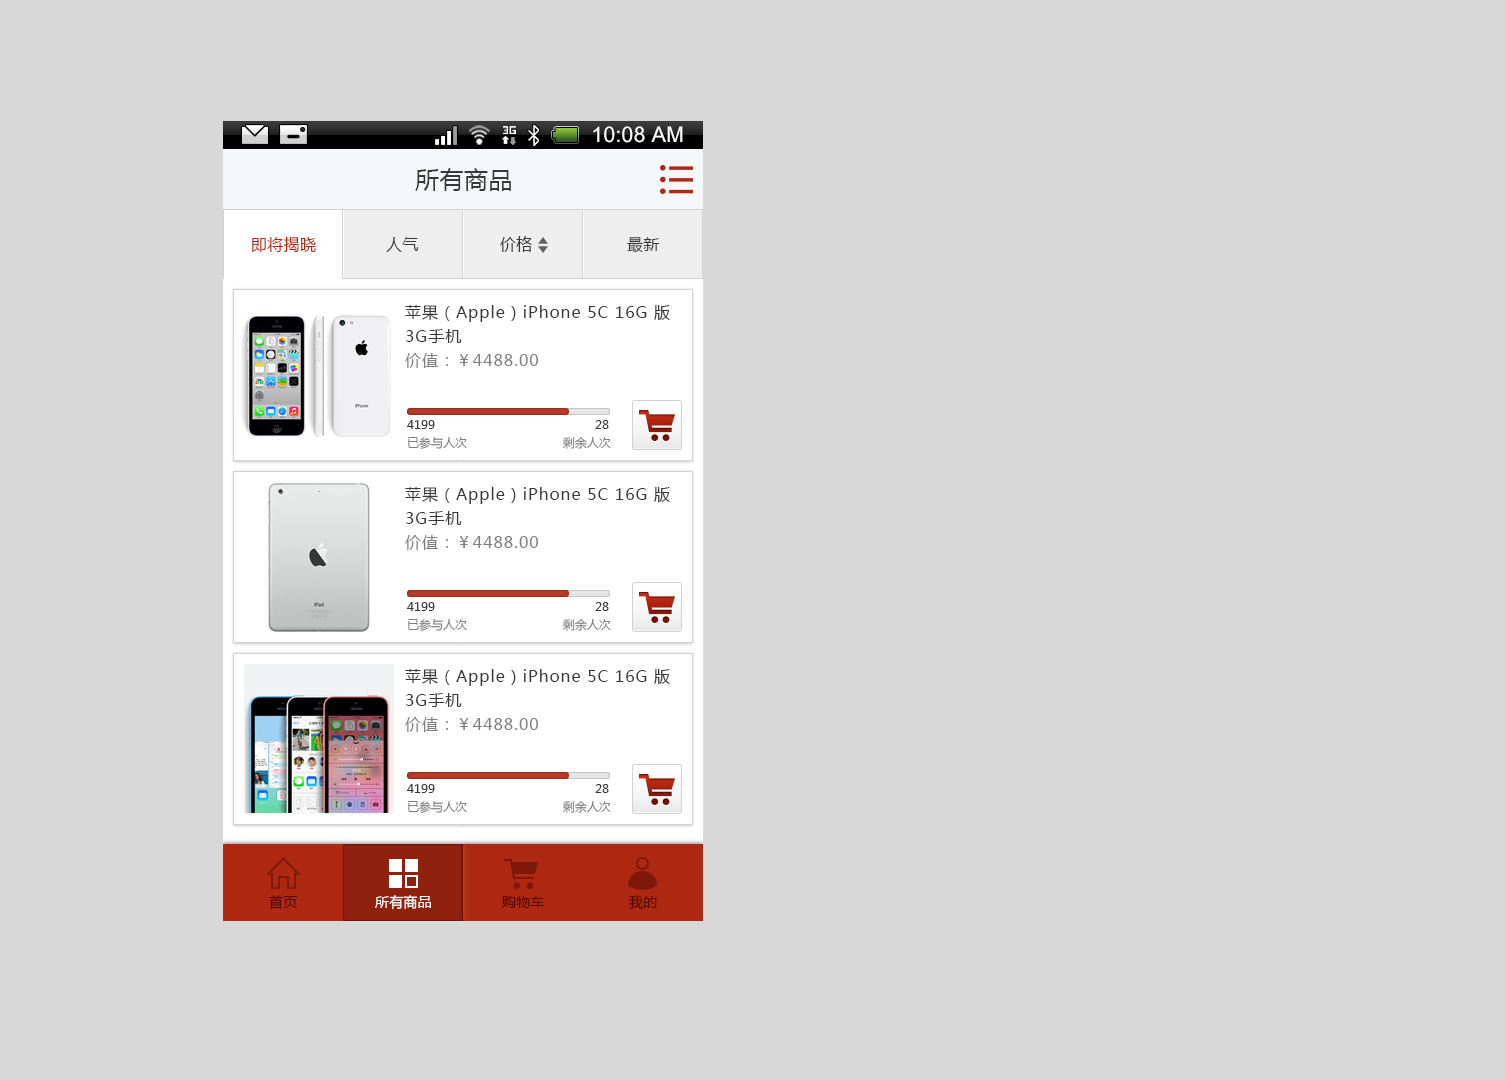 3G 10:08 AM
所有商品
即将揭晓 人气 价格 最新
苹果（Apple）iPhone 5C 16G 版
3G手机
价值：￥4488.00
iPhone
4199 28
已参与人次 剩余人次
苹果（Apple）iPhone 5C 16G 版
3G手机
价值：￥4488.00
iPad
4199 28
已参与人次 剩余人次
苹果（Apple）iPhone 5C 16G 版
3G手机
价值：￥4488.00
4199 28
已参与人次 剩余人次
首页 所有商品 购物车 我的